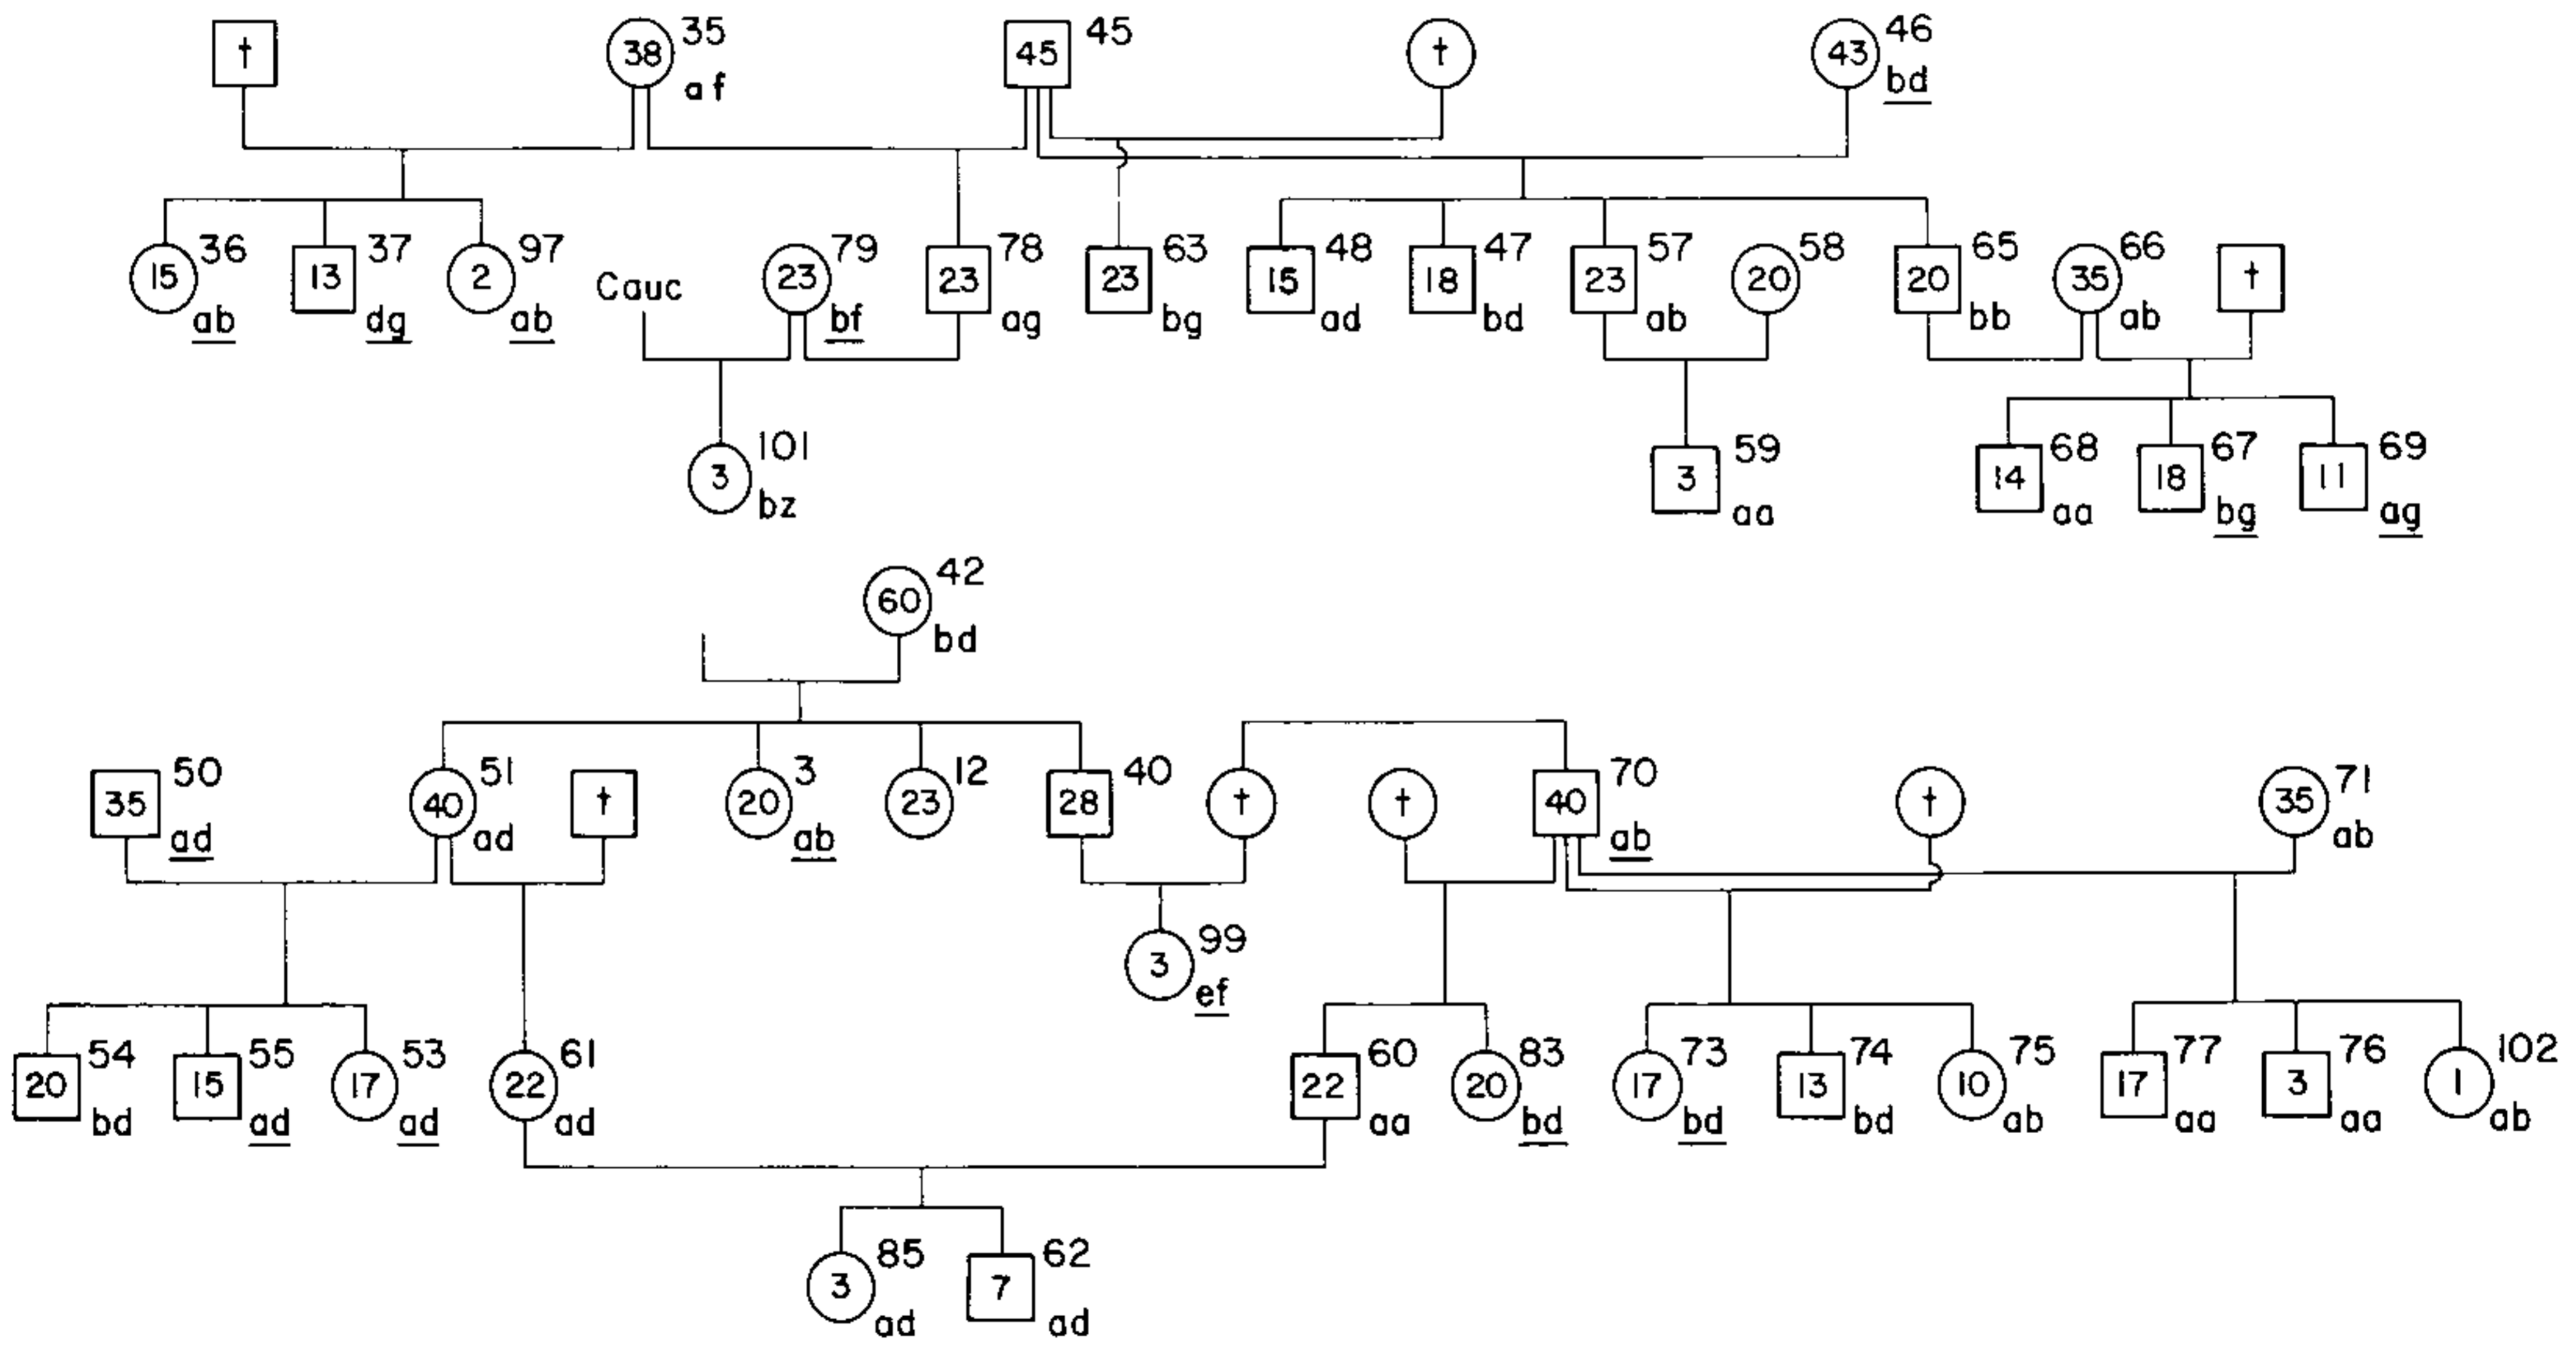 † 38 35 af 45 45 † 43 46 bd
15 36 ab 13 37 dg 2 97 ab Cauc 23 79 bf 23 78 ag 23 63 bg 15 48 ad 18 47 bd 23 57 ab 20 58 20 65 bb 35 66 ab †
3 101 bz 3 59 aa 14 68 aa 18 67 bg 11 69 ag
60 42 bd
35 50 ad 40 51 ad † 20 3 ab 23 12 28 40 † † 40 70 ab † 35 71 ab
3 99 ef
20 54 bd 15 55 ad 17 53 ad 22 61 ad 22 60 aa 20 83 bd 17 73 bd 13 74 bd 10 75 ab 17 77 aa 3 76 aa 1 102 ab
3 85 ad 7 62 ad